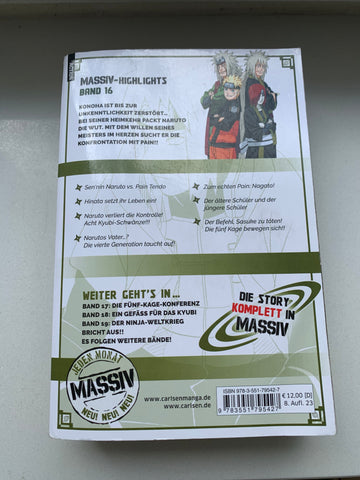 MASSIV-HIGHLIGHTS
BAND 16
KONOHA IST BIS ZUR
UNKENNTLICHKEIT ZERSTÖRT...
BEI SEINER HEIMKEHR PACKT NARUTO
DIE WUT. MIT DEM WILLEN SEINES
MEISTERS IM HERZEN SUCHT ER DIE
KONFRONTATION MIT PAIN!!
Sen'nin Naruto vs. Pain Tendo
Hinata setzt ihr Leben ein!
Naruto verliert die Kontrolle!
Acht Kyubi-Schwänze!!!
Narutos Vater..?
Die vierte Generation taucht auf!
Zum echten Pain: Nagato!
Der ältere Schüler und der
jüngere Schüler
Der Befehl, Sasuke zu töten!
Die fünf Kage bewegen sich!!
WEITER GEHT'S IN...
BAND 17: DIE FÜNF-KAGE-KONFERENZ
BAND 18: EIN GEFÄSS FÜR DAS KYUBI
BAND 19: DER NINJA-WELTKRIEG
BRICHT AUS!!
ES FOLGEN WEITERE BÄNDE!
DIE STORY
KOMPLETT IN
MASSIV
JEDEN MONAT
MASSIV
NEU! NEU! NEU!
www.carlsenmanga.de
www.carlsen.de
ISBN 978-3-551-79542-7
€ 12,00 (D)
8. Aufl. 23
9 783551 795427